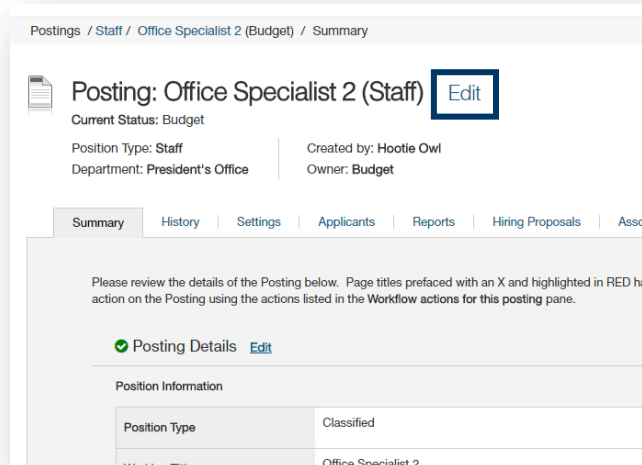 Postings / Staff / Office Specialist 2 (Budget) / Summary
Posting: Office Specialist 2 (Staff) Edit
Current Status: Budget
Position Type: Staff Created by: Hootie Owl
Department: President's Office Owner: Budget
Summary History Settings Applicants Reports Hiring Proposals
Please review the details of the Posting below. Page titles prefaced with an X and highlighted in RED
action on the Posting using the actions listed in the Workflow actions for this posting pane.
Posting Details Edit
Position Information
Position Type Classified
Office Specialist 2